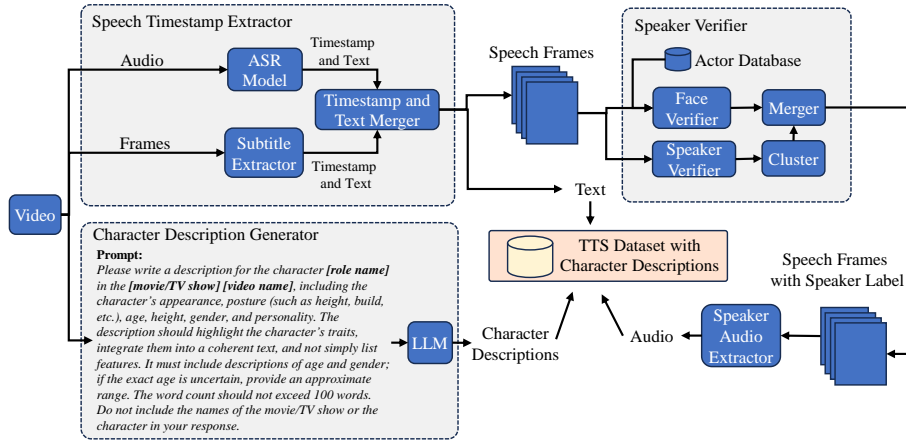 Speech Timestamp Extractor
Audio
ASR
Model
Timestamp
and Text
Timestamp and
Text Merger
Frames
Subtitle
Extractor
Timestamp
and Text
Video
Speech Frames
Speaker Verifier
Actor Database
Face
Verifier
Merger
Speaker
Verifier
Cluster
Text
TTS Dataset with
Character Descriptions
Character Description Generator
Prompt:
Please write a description for the character [role name]
in the [movie/TV show] [video name], including the
character's appearance, posture (such as height, build,
etc.), age, height, gender, and personality. The
description should highlight the character's traits,
integrate them into a coherent text, and not simply list
features. It must include descriptions of age and gender;
if the exact age is uncertain, provide an approximate
range. The word count should not exceed 100 words.
Do not include the names of the movie/TV show or the
character in your response.
LLM
Character
Descriptions
Audio
Speaker
Audio
Extractor
Speech Frames
with Speaker Label